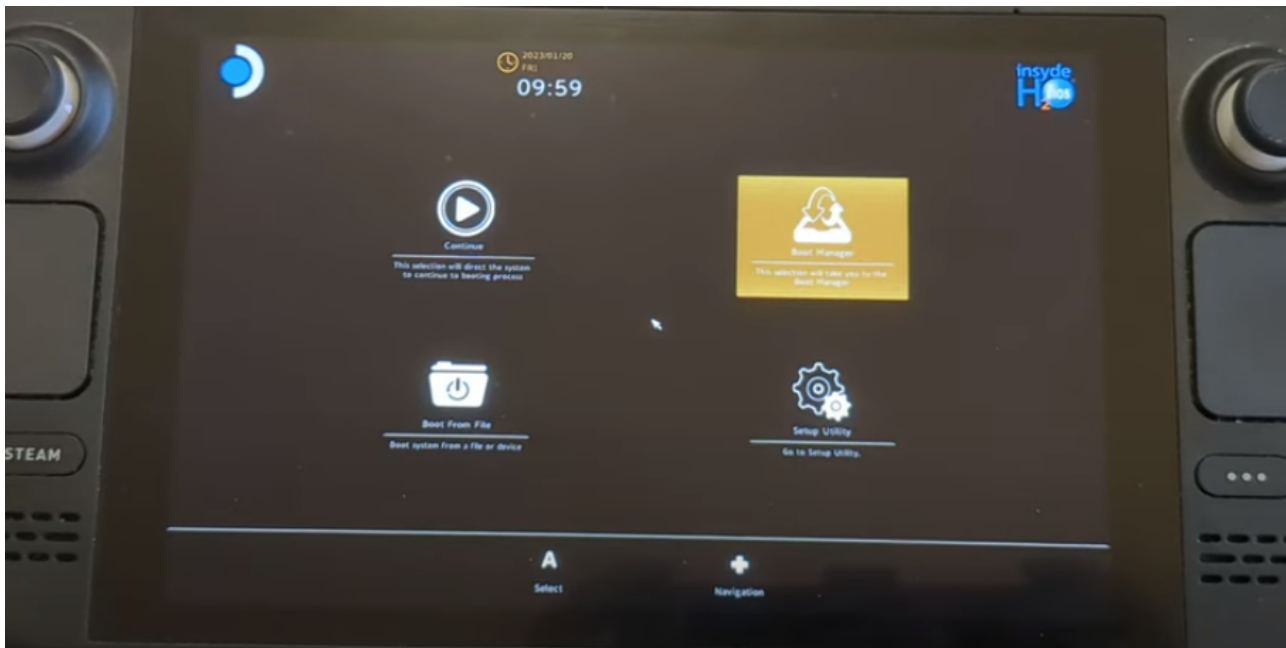 2023/01/20
FRI
09:59
insyde
H2O
bios
Continue
This selection will direct the system
to continue to booting process
Boot Manager
This selection will take you to the
Boot Manager
Boot From File
Boot system from a file or device
Setup Utility
Go to Setup Utility.
STEAM
A
Select
Navigation